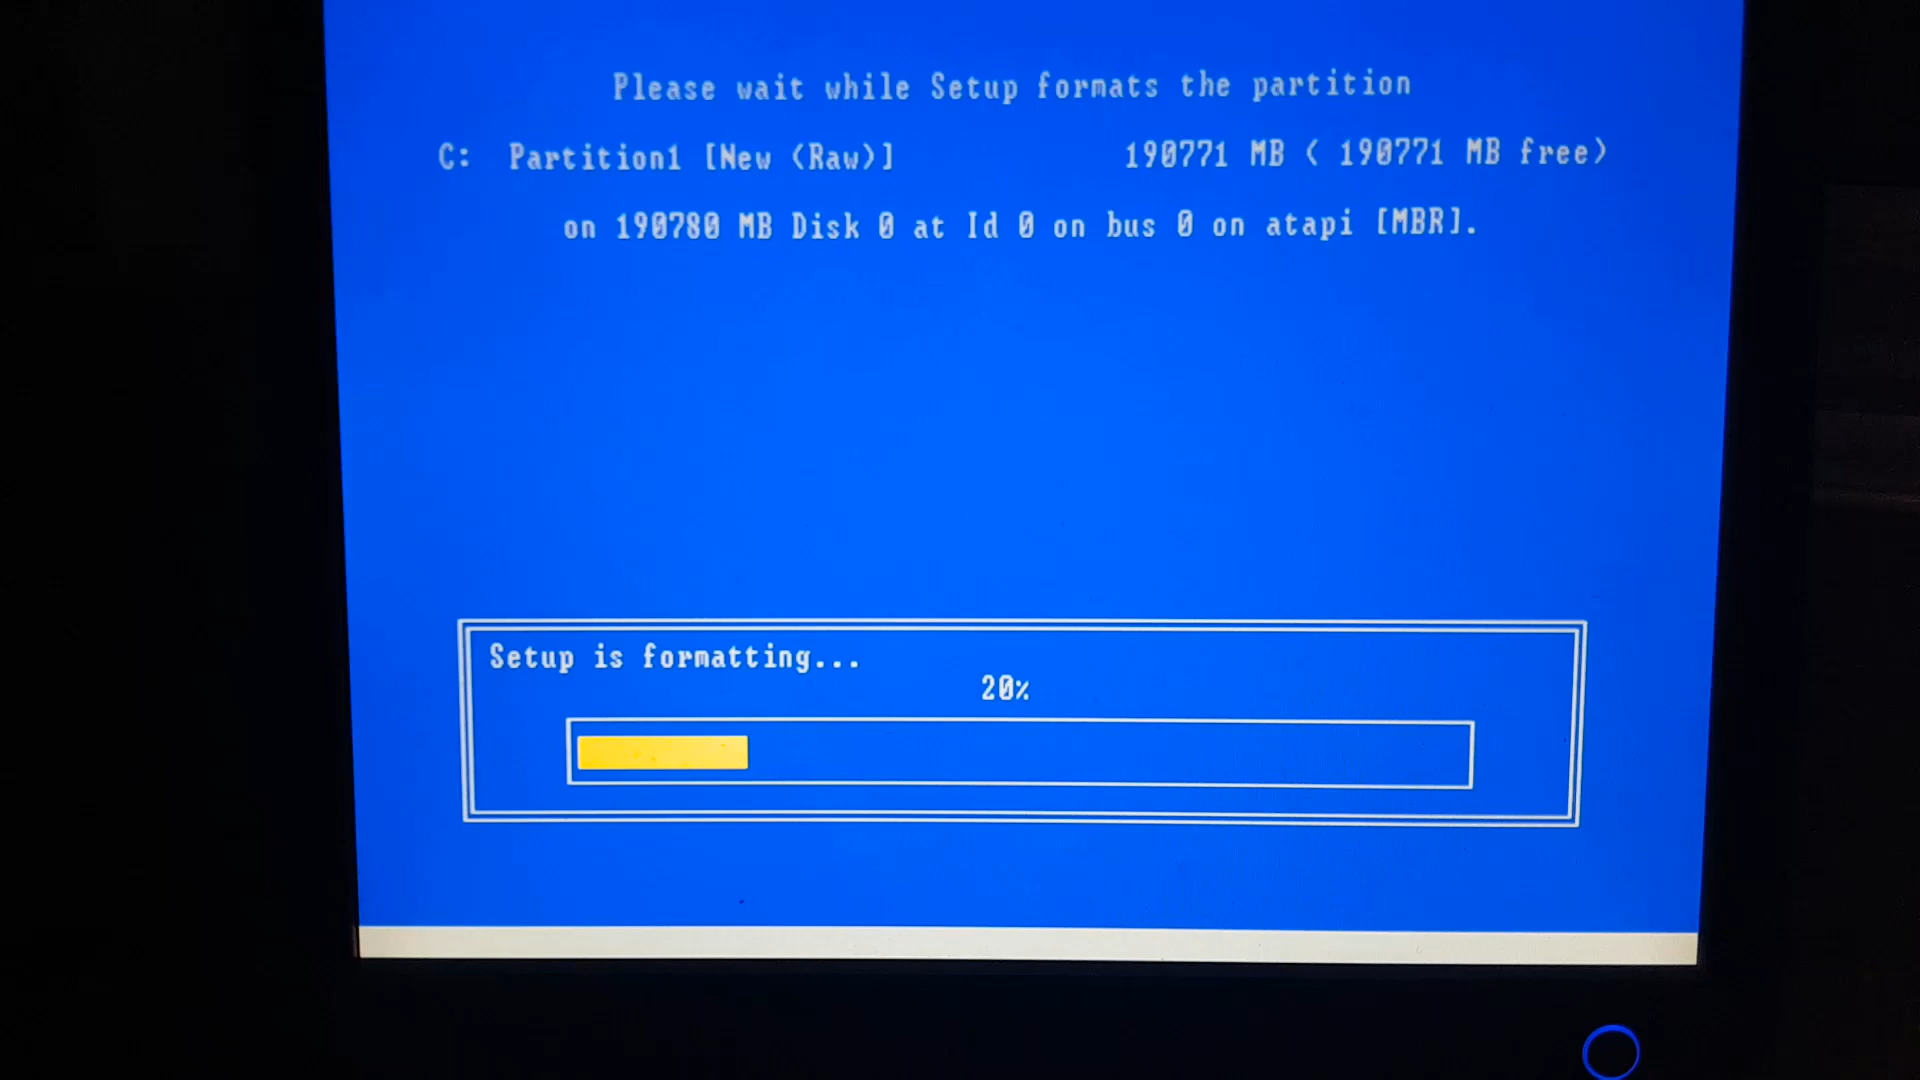 Please wait while Setup formats the partition
C: Partition1 [New (Raw)] 190771 MB ( 190771 MB free)
on 190780 MB Disk 0 at Id 0 on bus 0 on atapi [MBR].
Setup is formatting...
20%